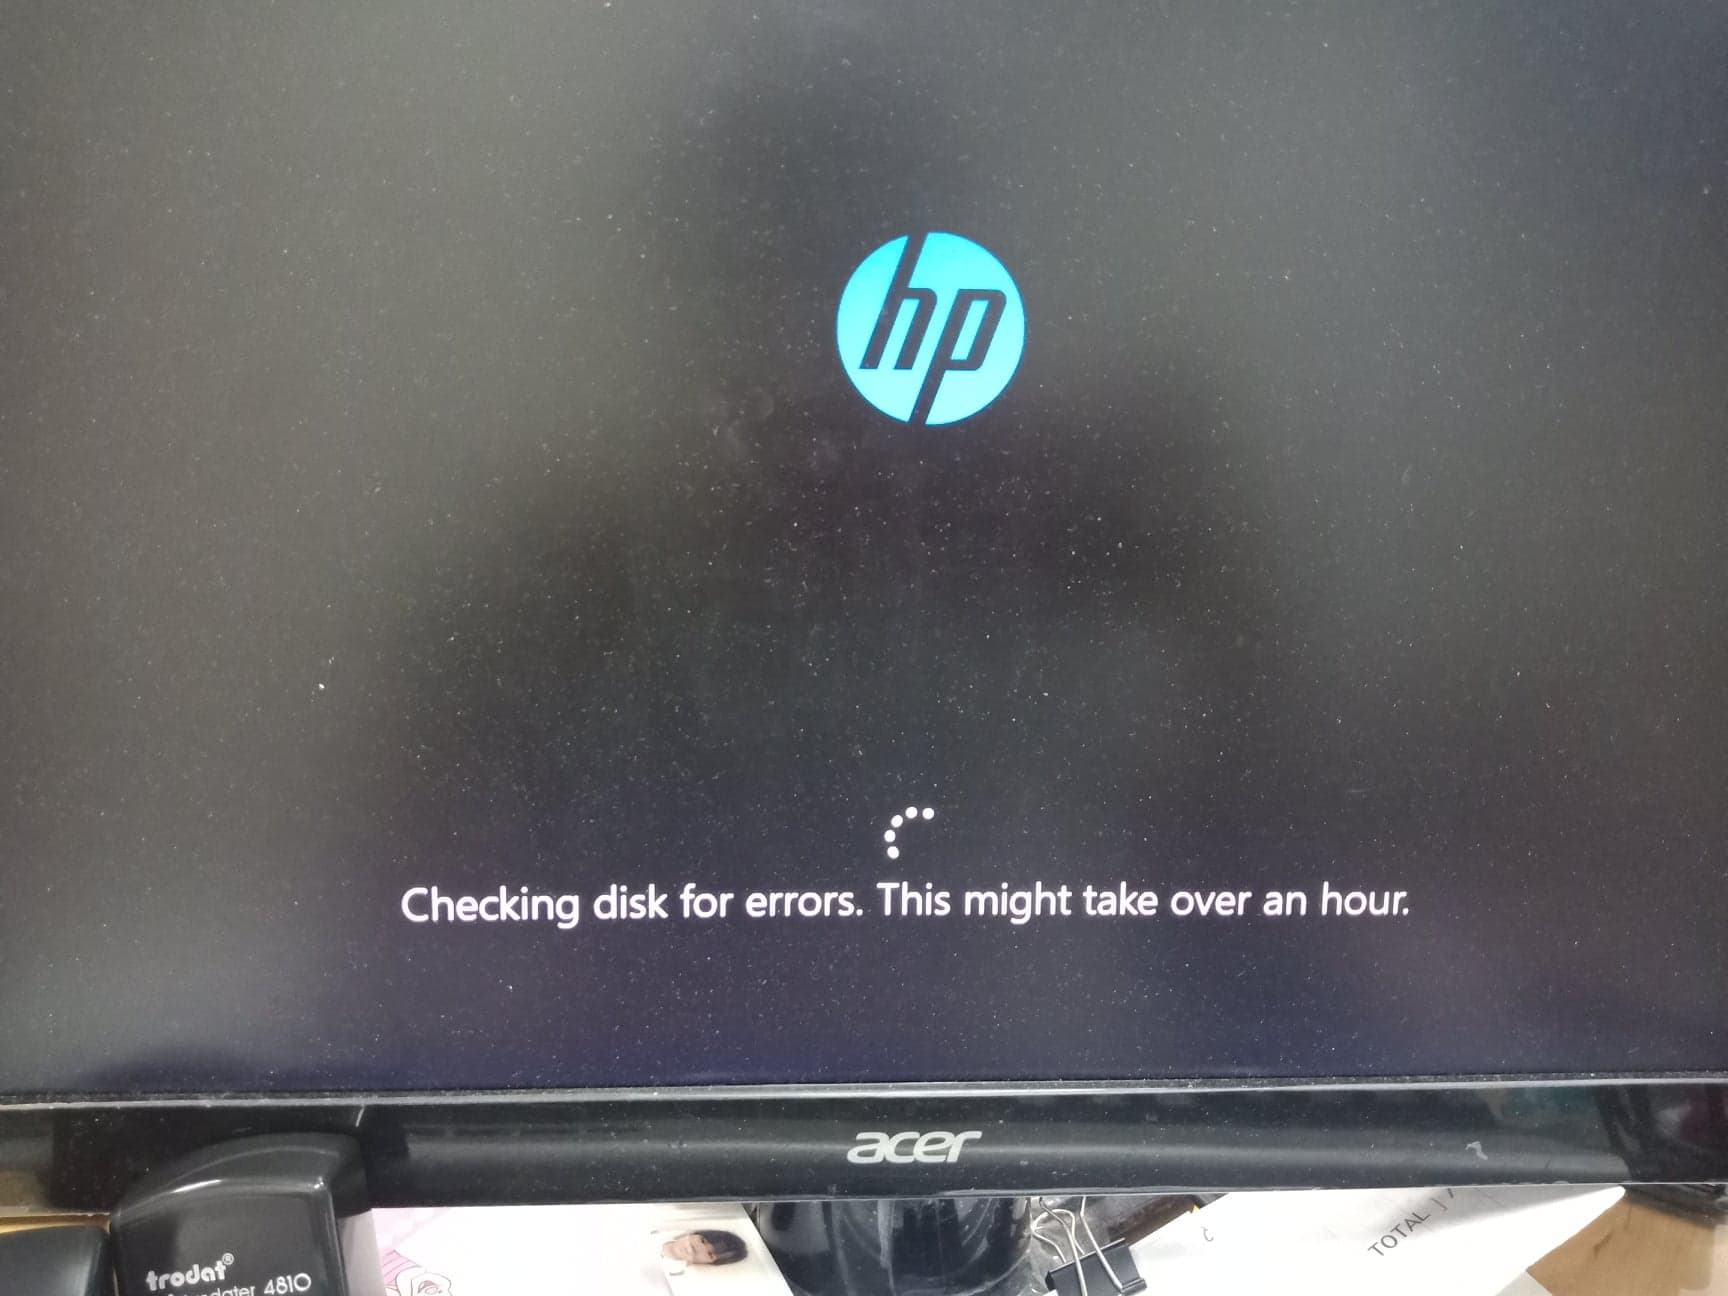 hp
Checking disk for errors. This might take over an hour.
acer
trodat®
4810
TOTAL